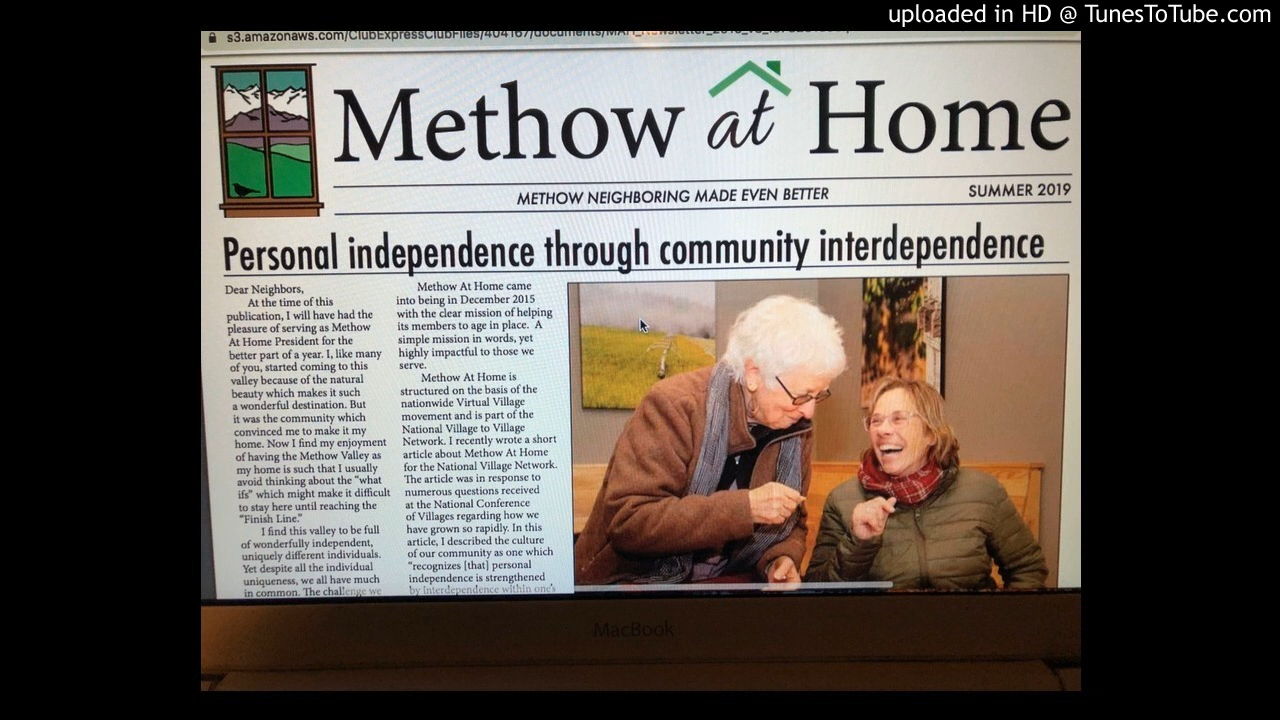 uploaded in HD @ TunesToTube.com
s3.amazonaws.com/ClubExpressClubFiles/404167/documents/
Methow at Home
METHOW NEIGHBORING MADE EVEN BETTER
SUMMER 2019
Personal independence through community interdependence
Dear Neighbors,
At the time of this
publication, I will have had the
pleasure of serving as Methow
At Home President for the
better part of a year. I, like many
of you, started coming to this
valley because of the natural
beauty which makes it such
a wonderful destination. But
it was the community which
convinced me to make it my
home. Now I find my enjoyment
of having the Methow Valley as
my home is such that I usually
avoid thinking about the “what
ifs” which might make it difficult
to stay here until reaching the
“Finish Line.”
I find this valley to be full
of wonderfully independent,
uniquely different individuals.
Yet despite all the individual
uniqueness, we all have much
in common. The challenge we
Methow At Home came
into being in December 2015
with the clear mission of helping
its members to age in place. A
simple mission in words, yet
highly impactful to those we
serve.
Methow At Home is
structured on the basis of the
nationwide Virtual Village
movement and is part of the
National Village to Village
Network. I recently wrote a short
article about Methow At Home
for the National Village Network.
The article was in response to
numerous questions received
at the National Conference
of Villages regarding how we
have grown so rapidly. In this
article, I described the culture
of our community as one which
“recognizes [that] personal
independence is strengthened
by interdependence within one’s
MacBook